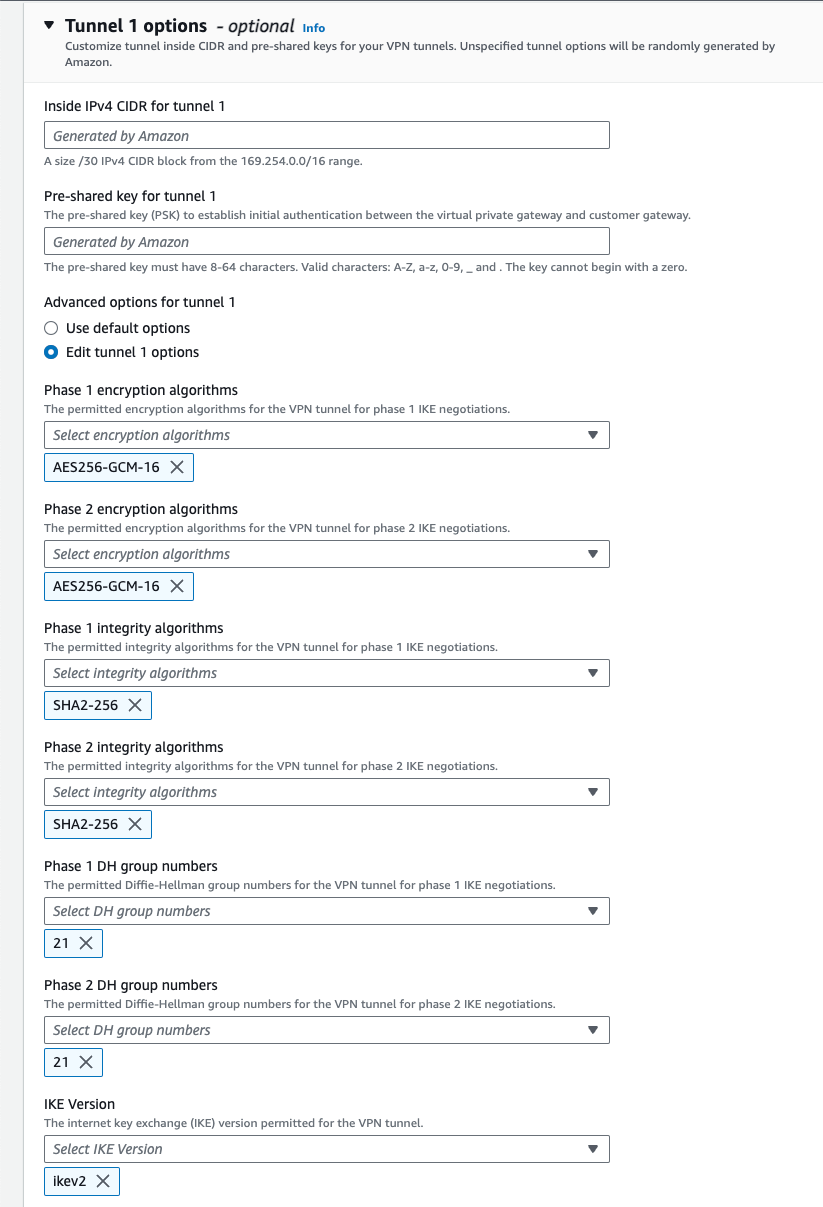 Tunnel 1 options - optional Info
Customize tunnel inside CIDR and pre-shared keys for your VPN tunnels. Unspecified tunnel options will be randomly generated by
Amazon.
Inside IPv4 CIDR for tunnel 1
Generated by Amazon
A size /30 IPv4 CIDR block from the 169.254.0.0/16 range.
Pre-shared key for tunnel 1
The pre-shared key (PSK) to establish initial authentication between the virtual private gateway and customer gateway.
Generated by Amazon
The pre-shared key must have 8-64 characters. Valid characters: A-Z, a-z, 0-9, _ and . The key cannot begin with a zero.
Advanced options for tunnel 1
Use default options
Edit tunnel 1 options
Phase 1 encryption algorithms
The permitted encryption algorithms for the VPN tunnel for phase 1 IKE negotiations.
Select encryption algorithms
AES256-GCM-16
Phase 2 encryption algorithms
The permitted encryption algorithms for the VPN tunnel for phase 2 IKE negotiations.
Select encryption algorithms
AES256-GCM-16
Phase 1 integrity algorithms
The permitted integrity algorithms for the VPN tunnel for phase 1 IKE negotiations.
Select integrity algorithms
SHA2-256
Phase 2 integrity algorithms
The permitted integrity algorithms for the VPN tunnel for phase 2 IKE negotiations.
Select integrity algorithms
SHA2-256
Phase 1 DH group numbers
The permitted Diffie-Hellman group numbers for the VPN tunnel for phase 1 IKE negotiations.
Select DH group numbers
21
Phase 2 DH group numbers
The permitted Diffie-Hellman group numbers for the VPN tunnel for phase 2 IKE negotiations.
Select DH group numbers
21
IKE Version
The internet key exchange (IKE) version permitted for the VPN tunnel.
Select IKE Version
ikev2